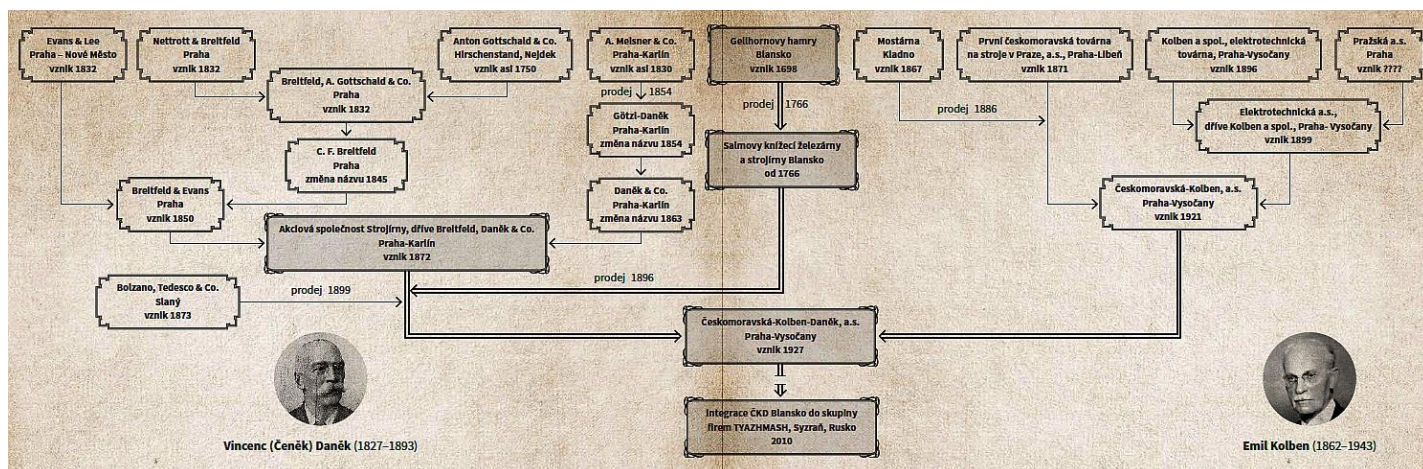 Evans & Lee
Praha – Nové Město
vznik 1832
Nettrott & Breitfeld
Praha
vznik 1832
Anton Gottschald & Co.
Hirschenstand, Nejdek
vznik asi 1750
A. Meisner & Co.
Praha-Karlín
vznik asi 1830
Gellhornovy hamry
Blansko
vznik 1698
Mostárna
Kladno
vznik 1867
První českomoravská továrna
na stroje v Praze, a.s., Praha-Libeň
vznik 1871
Kolben a spol., elektrotechnická
továrna, Praha-Vysočany
vznik 1896
Pražská a.s.
Praha
vznik ????
Breitfeld, A. Gottschald & Co.
Praha
vznik 1832
prodej 1854
prodej 1766
prodej 1886
Götzl-Daněk
Praha-Karlín
změna názvu 1854
Elektrotechnická a.s.,
dříve Kolben a spol., Praha- Vysočany
vznik 1899
C. F. Breitfeld
Praha
změna názvu 1845
Salmovy knížecí železárny
a strojírny Blansko
od 1766
Breitfeld & Evans
Praha
vznik 1850
Daněk & Co.
Praha-Karlín
změna názvu 1863
Českomoravská-Kolben, a.s.
Praha-Vysočany
vznik 1921
Akciová společnost Strojírny, dříve Breitfeld, Daněk & Co.
Praha-Karlín
vznik 1872
prodej 1896
Bolzano, Tedesco & Co.
Slaný
vznik 1873
prodej 1899
Českomoravská-Kolben-Daněk, a.s.
Praha-Vysočany
vznik 1927
Integrace ČKD Blansko do skupiny
firem TYAZHMASH, Syzraň, Rusko
2010
Vincenc (Čeněk) Daněk (1827–1893)
Emil Kolben (1862–1943)